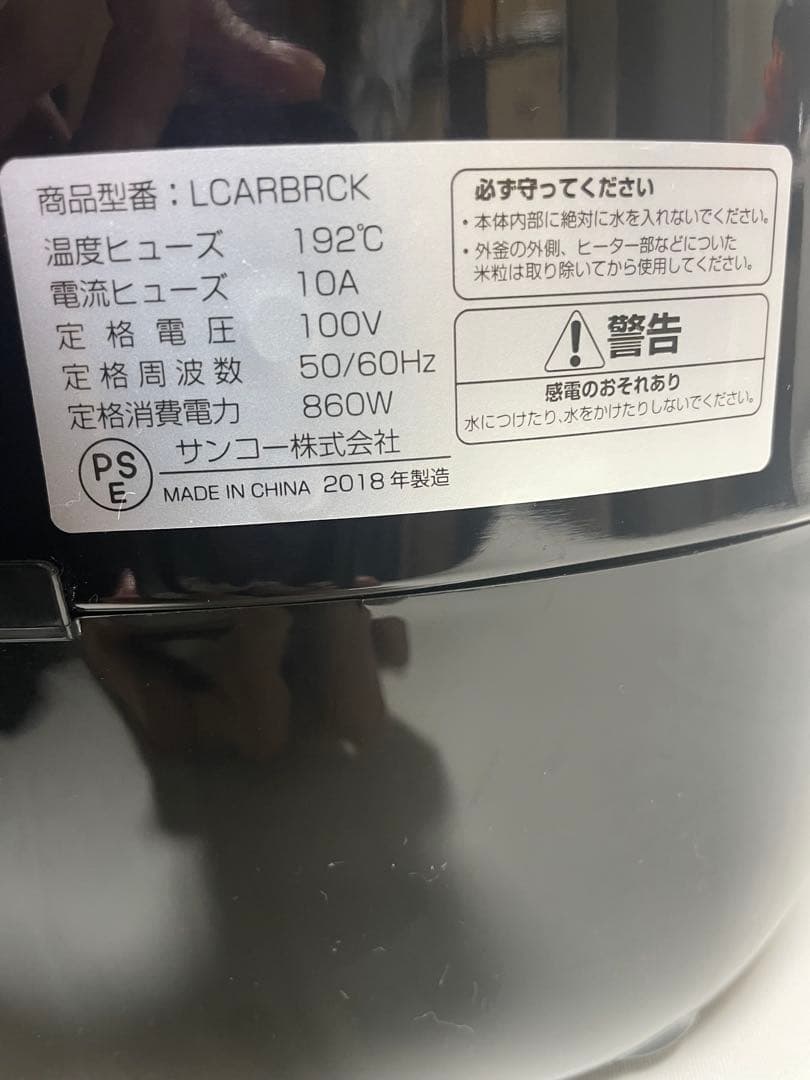 商品型番：LCARBRCK
温度ヒューズ 192℃
電流ヒューズ 10A
定格電圧 100V
定格周波数 50/60Hz
定格消費電力 860W
PS
E
サンコー株式会社
MADE IN CHINA 2018年製造
必ず守ってください
・本体内部に絶対に水を入れないでください。
・外釜の外側、ヒーター部などについた
米粒は取り除いてから使用してください。
警告
感電のおそれあり
水につけたり、水をかけたりしないでください。